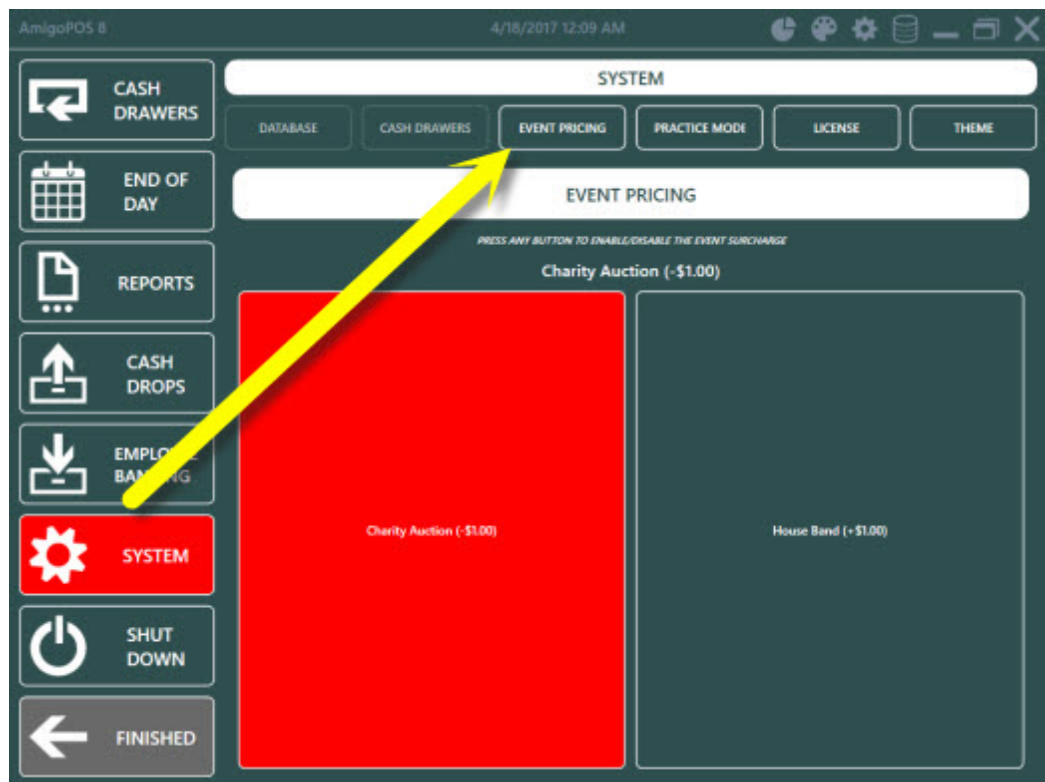 AmigoPOS 8
4/18/2017 12:09 AM
CASH
DRAWERS
END OF
DAY
REPORTS
CASH
DROPS
BANKING
SYSTEM
SHUT
DOWN
FINISHED
SYSTEM
DATABASE
CASH DRAWERS
EVENT PRICING
PRACTICE MODE
LICENSE
THEME
EVENT PRICING
PRESS ANY BUTTON TO ENABLE/DISABLE THE EVENT SURCHARGE
Charity Auction (-$1.00)
Charity Auction (-$1.00)
House Band (+$1.00)